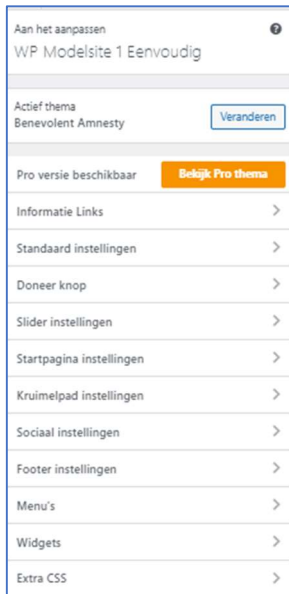 Aan het aanpassen
WP Modelsite 1 Eenvoudig
Actief thema
Benevolent Amnesty
Veranderen
Pro versie beschikbaar
Bekijk Pro thema
Informatie Links
Standaard instellingen
Doneer knop
Slider instellingen
Startpagina instellingen
Kruimelpad instellingen
Sociaal instellingen
Footer instellingen
Menu's
Widgets
Extra CSS